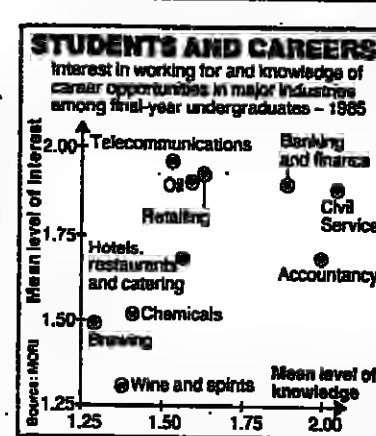 STUDENTS AND CAREERS
Interest in working for and knowledge of
career opportunities in major industries
among final-year undergraduates – 1985
Mean level of Interest
2.00
1.75
1.50
1.25
Telecommunications
Oil
Retailing
Banking
and finance
Civil
Service
Hotels,
restaurants
and catering
Accountancy
Chemicals
Brewing
Wine and spirits
Mean level of
knowledge
1.25
1.50
1.75
2.00
Source: MORI